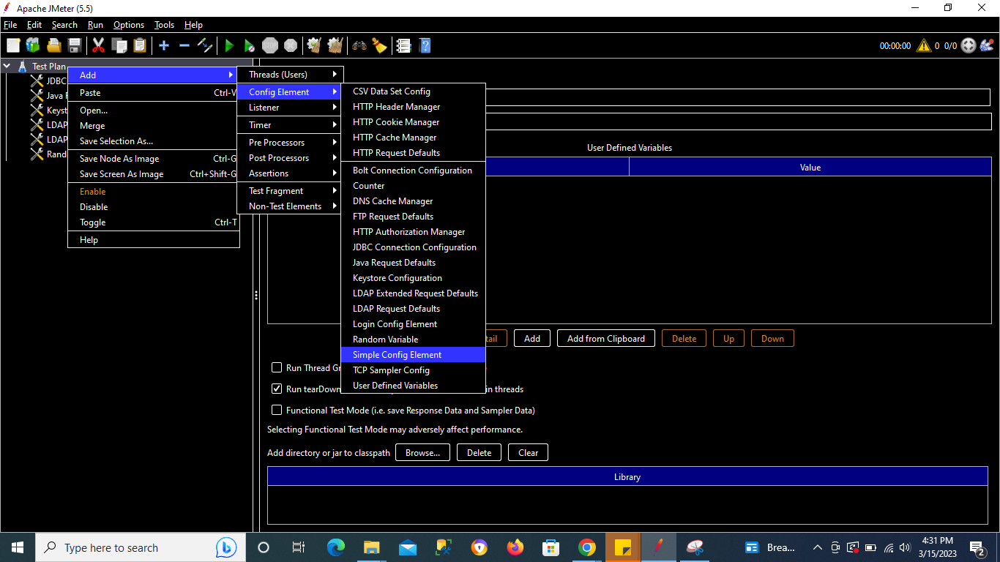 Apache JMeter (5.5)
File Edit Search Run Options Tools Help
00:00:00 0 0/0
Test Plan
JDBC
Java
Keyst
LDAP
LDAP
Rand
Add
Paste Ctrl-V
Open...
Merge
Save Selection As...
Save Node As Image Ctrl-G
Save Screen As Image Ctrl+Shift-G
Enable
Disable
Toggle Ctrl-T
Help
Threads (Users)
Config Element
Listener
Timer
Pre Processors
Post Processors
Assertions
Test Fragment
Non-Test Elements
CSV Data Set Config
HTTP Header Manager
HTTP Cookie Manager
HTTP Cache Manager
HTTP Request Defaults
Bolt Connection Configuration
Counter
DNS Cache Manager
FTP Request Defaults
HTTP Authorization Manager
JDBC Connection Configuration
Java Request Defaults
Keystore Configuration
LDAP Extended Request Defaults
LDAP Request Defaults
Login Config Element
Random Variable
Simple Config Element
TCP Sampler Config
User Defined Variables
User Defined Variables
Value
tail Add Add from Clipboard Delete Up Down
Run Thread Gr
Run tearDown in threads
Functional Test Mode (i.e. save Response Data and Sampler Data)
Selecting Functional Test Mode may adversely affect performance.
Add directory or jar to classpath Browse... Delete Clear
Library
Type here to search
Brea...
4:31 PM
3/15/2023
2